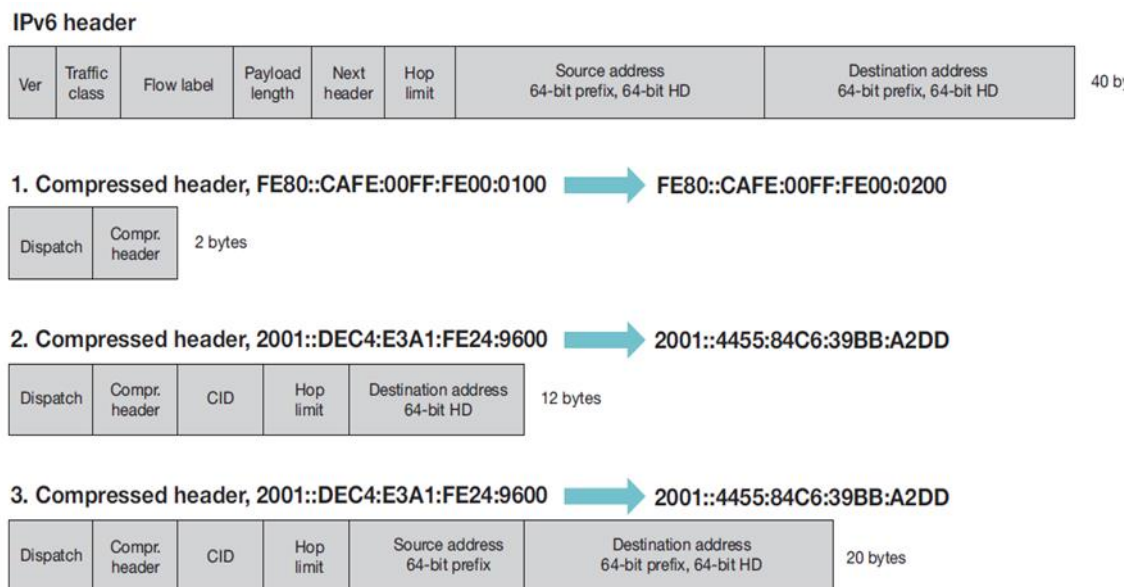 IPv6 header
Ver Traffic class Flow label Payload length Next header Hop limit Source address 64-bit prefix, 64-bit HD Destination address 64-bit prefix, 64-bit HD 40 by
1. Compressed header, FE80::CAFE:00FF:FE00:0100 FE80::CAFE:00FF:FE00:0200
Dispatch Compr. header 2 bytes
2. Compressed header, 2001::DEC4:E3A1:FE24:9600 2001::4455:84C6:39BB:A2DD
Dispatch Compr. header CID Hop limit Destination address 64-bit HD 12 bytes
3. Compressed header, 2001::DEC4:E3A1:FE24:9600 2001::4455:84C6:39BB:A2DD
Dispatch Compr. header CID Hop limit Source address 64-bit prefix Destination address 64-bit prefix, 64-bit HD 20 bytes